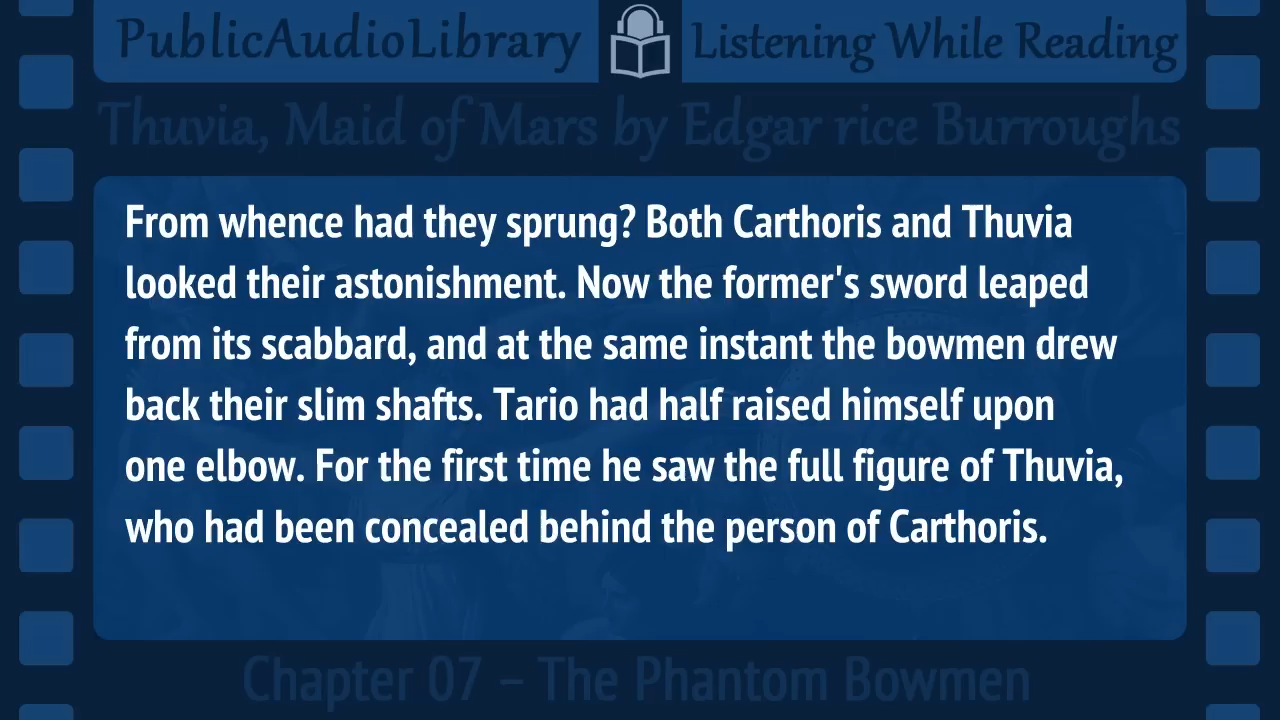 PublicAudioLibrary Listening While Reading
Thuvia, Maid of Mars by Edgar rice Burroughs
From whence had they sprung? Both Carthoris and Thuvia
looked their astonishment. Now the former's sword leaped
from its scabbard, and at the same instant the bowmen drew
back their slim shafts. Tario had half raised himself upon
one elbow. For the first time he saw the full figure of Thuvia,
who had been concealed behind the person of Carthoris.
Chapter 07 – The Phantom Bowmen